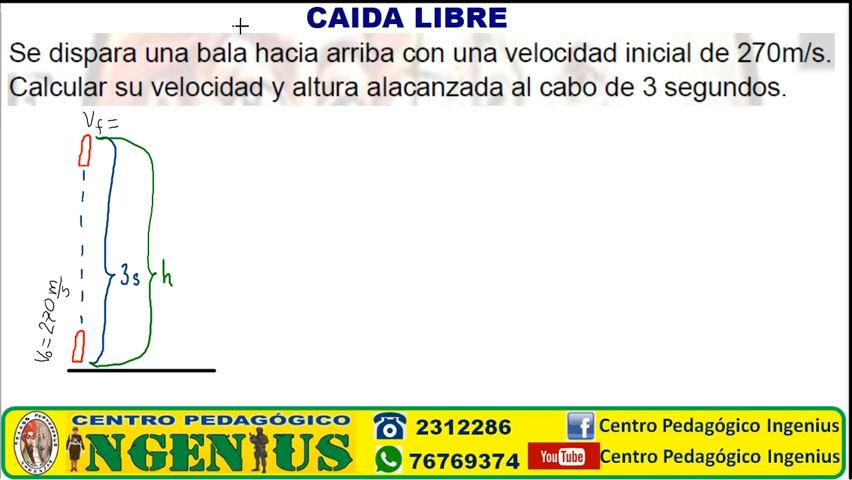 CAIDA LIBRE
Se dispara una bala hacia arriba con una velocidad inicial de 270m/s.
Calcular su velocidad y altura alacanzada al cabo de 3 segundos.
Vf =
3s
h
V₀ = 270 m/s
CENTRO PEDAGÓGICO
INGENIUS
2312286
76769374
Centro Pedagógico Ingenius
YouTube Centro Pedagógico Ingenius